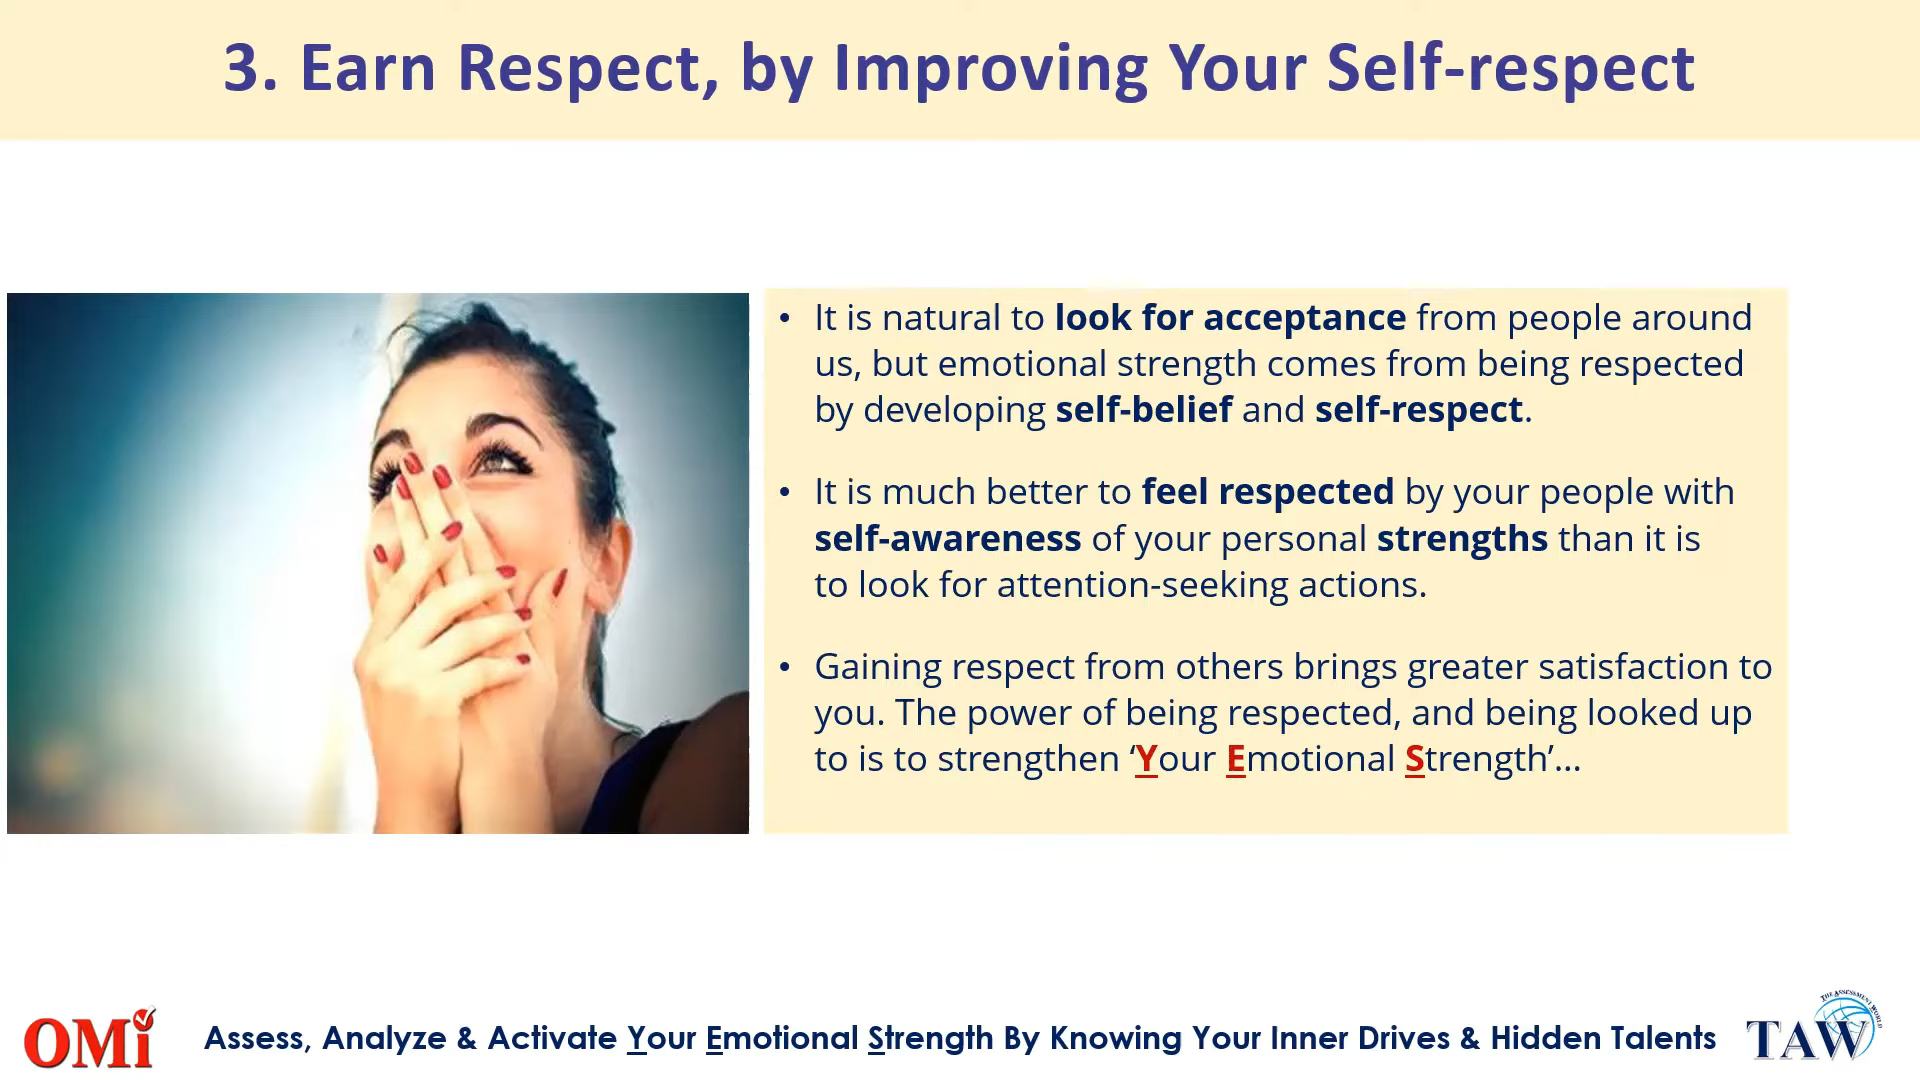 3. Earn Respect, by Improving Your Self-respect
• It is natural to look for acceptance from people around
us, but emotional strength comes from being respected
by developing self-belief and self-respect.
• It is much better to feel respected by your people with
self-awareness of your personal strengths than it is
to look for attention-seeking actions.
• Gaining respect from others brings greater satisfaction to
you. The power of being respected, and being looked up
to is to strengthen ‘Your Emotional Strength’...
OMi
Assess, Analyze & Activate Your Emotional Strength By Knowing Your Inner Drives & Hidden Talents
THE ASSESSMENT WORLD
TAW